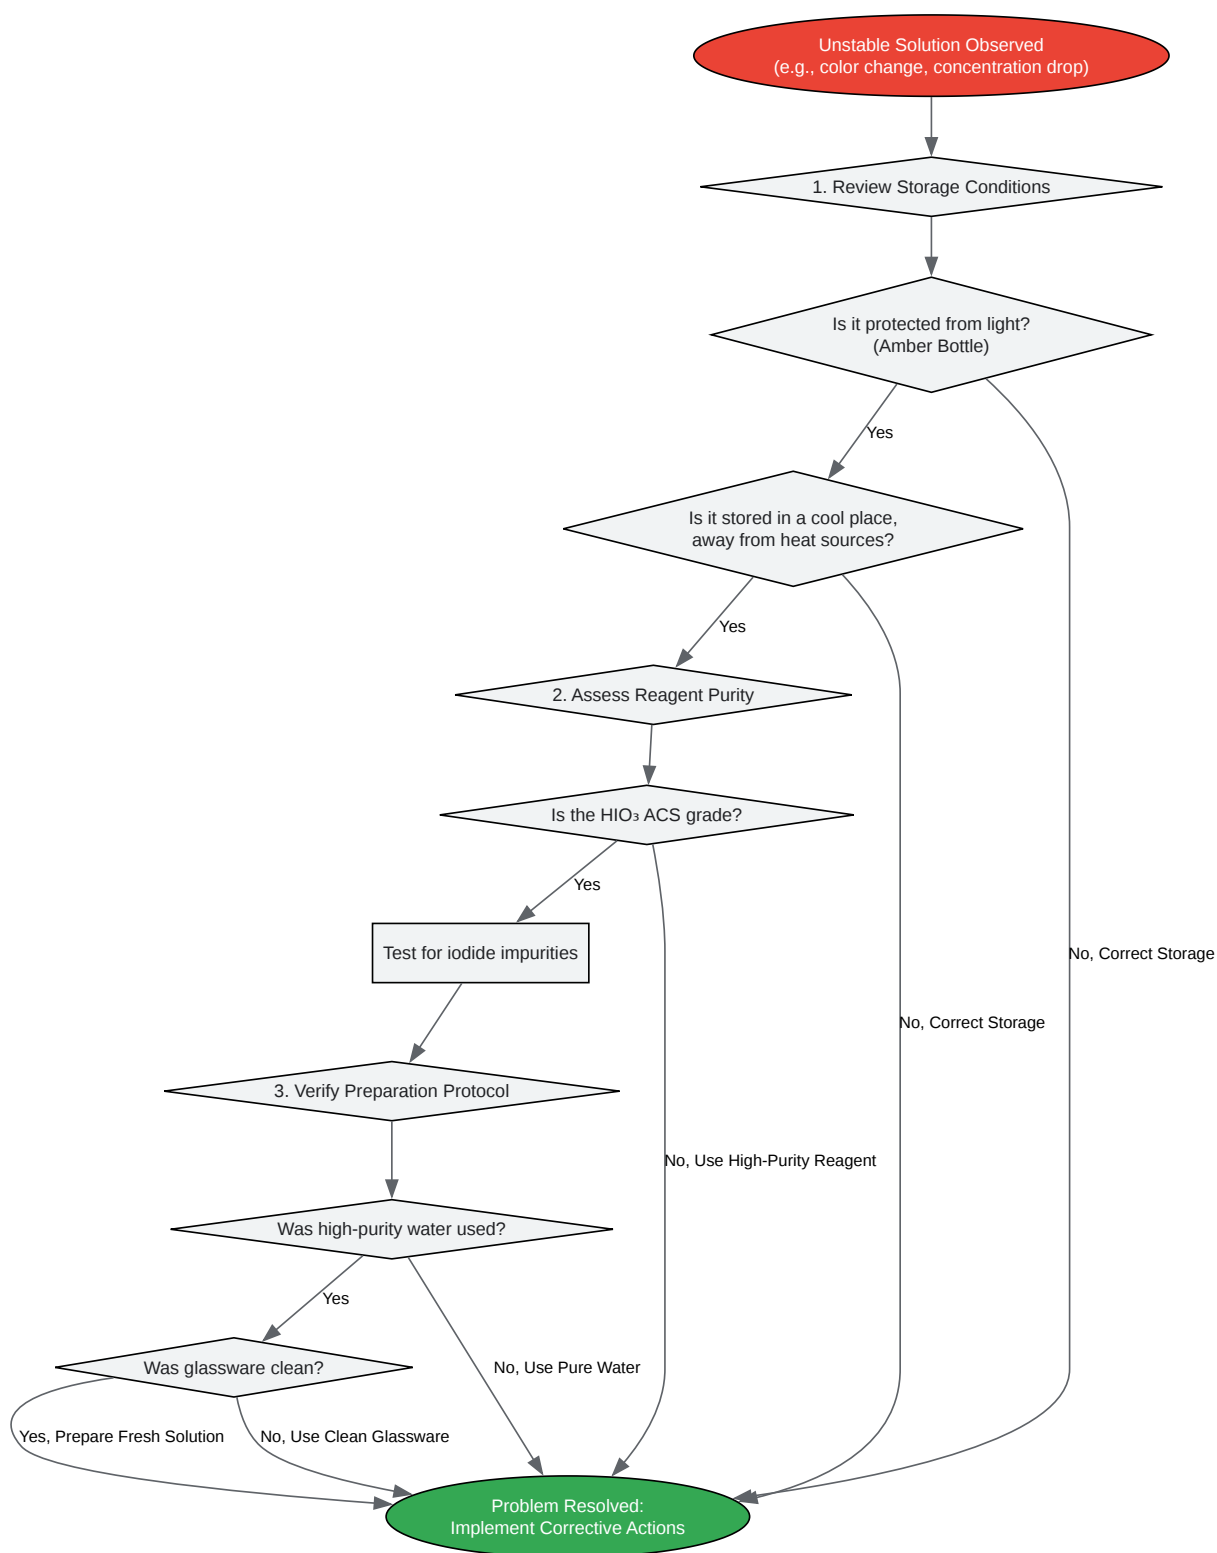 Unstable Solution Observed
(e.g., color change, concentration drop)
1. Review Storage Conditions
Is it protected from light?
(Amber Bottle)
Yes
Is it stored in a cool place,
away from heat sources?
Yes
2. Assess Reagent Purity
Is the HIO₃ ACS grade?
Yes
Test for iodide impurities
No, Correct Storage
No, Correct Storage
3. Verify Preparation Protocol
No, Use High-Purity Reagent
Was high-purity water used?
Yes
Was glassware clean?
No, Use Pure Water
Yes, Prepare Fresh Solution
No, Use Clean Glassware
Problem Resolved:
Implement Corrective Actions